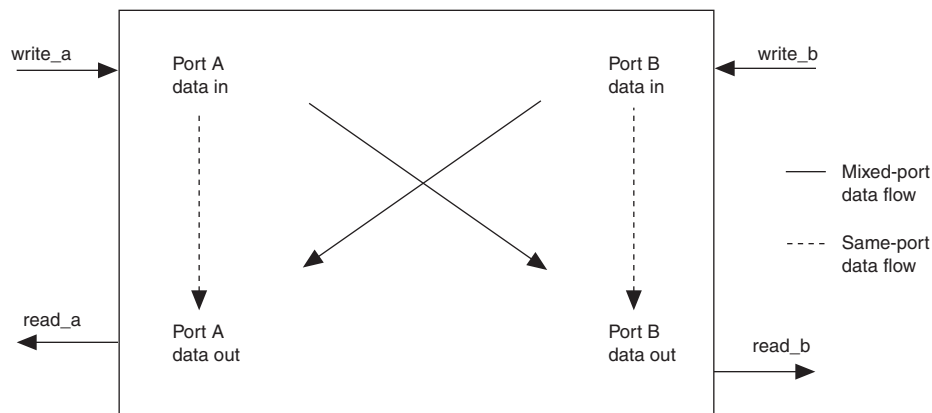 write_a
Port A
data in
Port B
data in
write_b
Mixed-port
data flow
Same-port
data flow
read_a
Port A
data out
Port B
data out
read_b